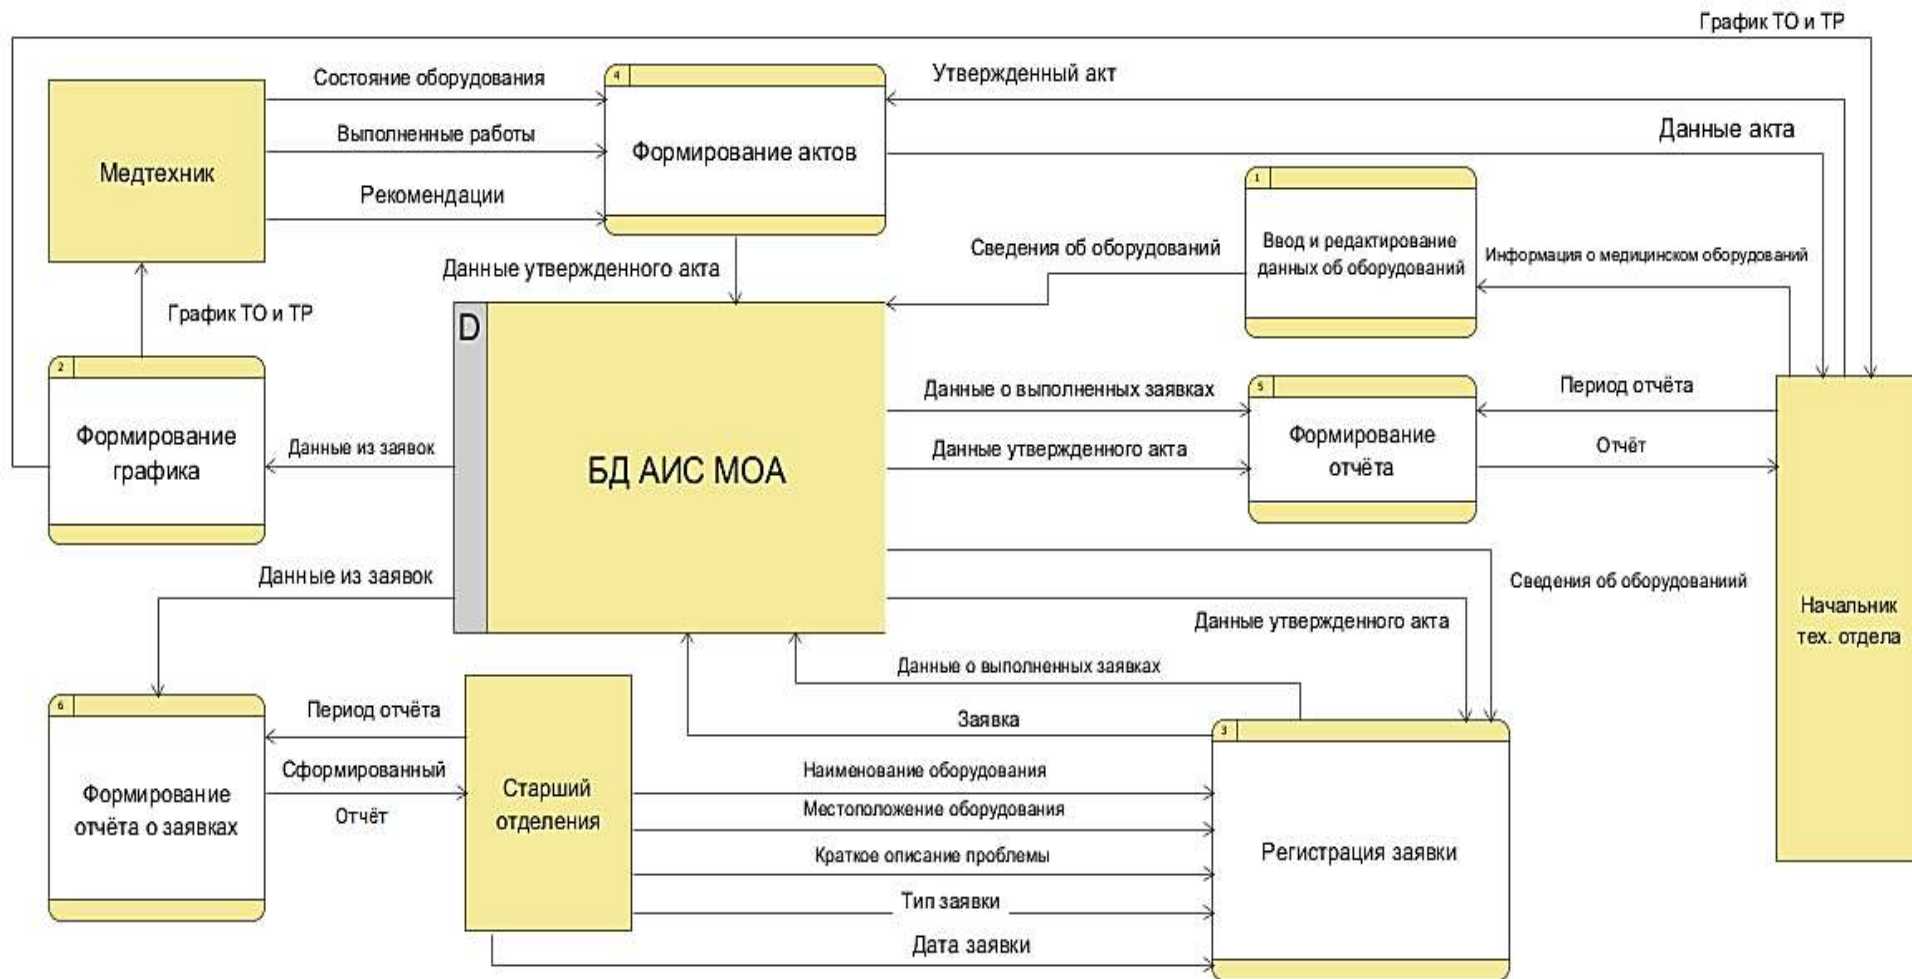 График ТО и ТР
Состояние оборудования
4
Утвержденный акт
Выполненные работы
Данные акта
Медтехник
Формирование актов
Рекомендации
1
Сведения об оборудований
Ввод и редактирование
данных об оборудований
Информация о медицинском оборудований
Данные утвержденного акта
График ТО и ТР
D
2
5
Данные о выполненных заявках
Период отчёта
Формирование
графика
Данные из заявок
БД АИС МОА
Данные утвержденного акта
Формирование
отчёта
Отчёт
Данные из заявок
Сведения об оборудованиий
Начальник
тех. отдела
Данные утвержденного акта
Данные о выполненных заявках
6
Период отчёта
Заявка
3
Сформированный
Отчёт
Формирование
отчёта о заявках
Старший
отделения
Наименование оборудования
Местоположение оборудования
Краткое описание проблемы
Тип заявки
Дата заявки
Регистрация заявки